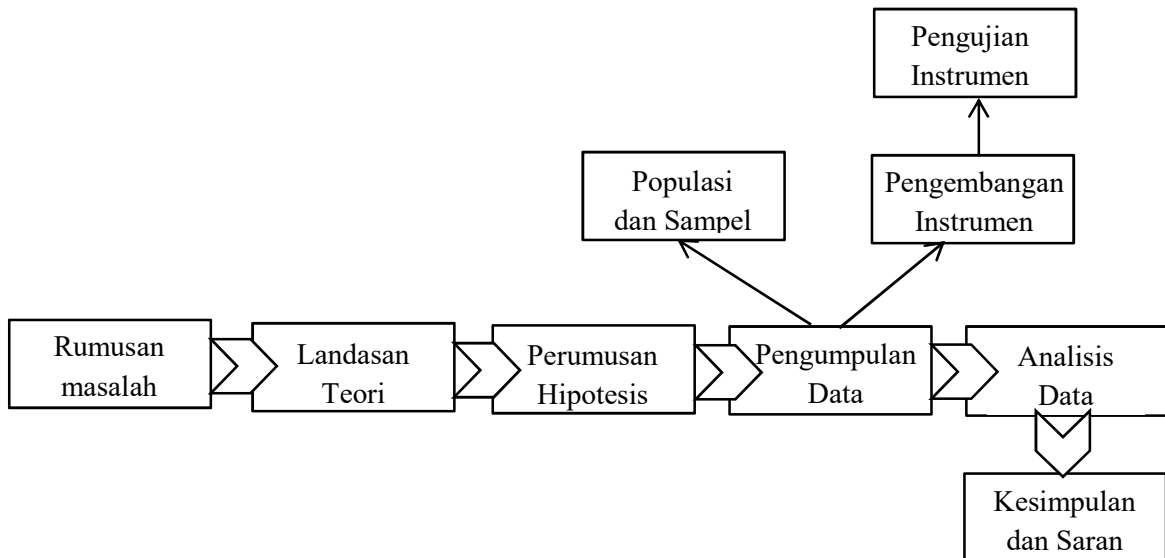 Pengujian
Instrumen
Populasi
dan Sampel
Pengembangan
Instrumen
Rumusan
masalah
Landasan
Teori
Perumusan
Hipotesis
Pengumpulan
Data
Analisis
Data
Kesimpulan
dan Saran